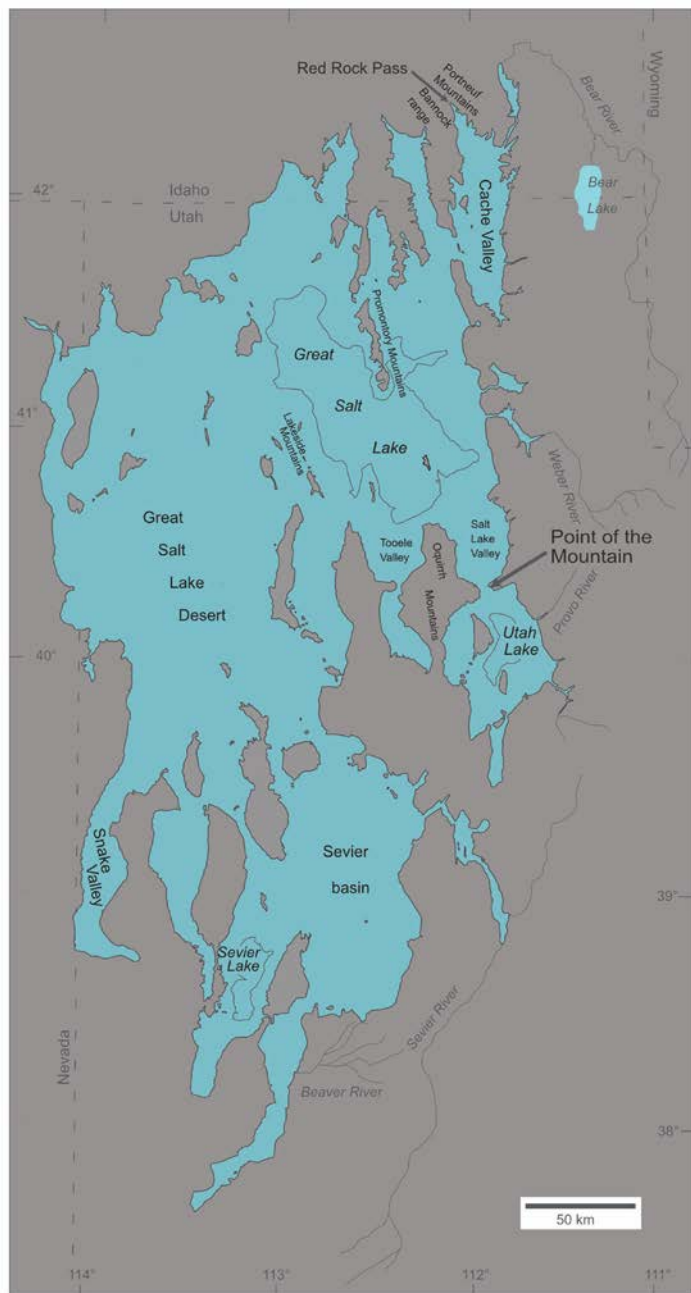 Wyoming
Portneuf
Mountains
Red Rock Pass
Bannock
range
Bear River
42°
Idaho
Utah
Bear
Lake
Cache Valley
Promontory Mountains
Great
Salt
Lake
41°
Lakeside
Mountains
Weber River
Great
Salt
Lake
Desert
Tooele
Valley
Oquirrh
Mountains
Salt
Lake
Valley
Point of the
Mountain
Provo River
Utah
Lake
40°
Snake
Valley
Sevier
basin
39°
Sevier
Lake
Sevier River
Nevada
Beaver River
38°
50 km
114°
113°
112°
111°